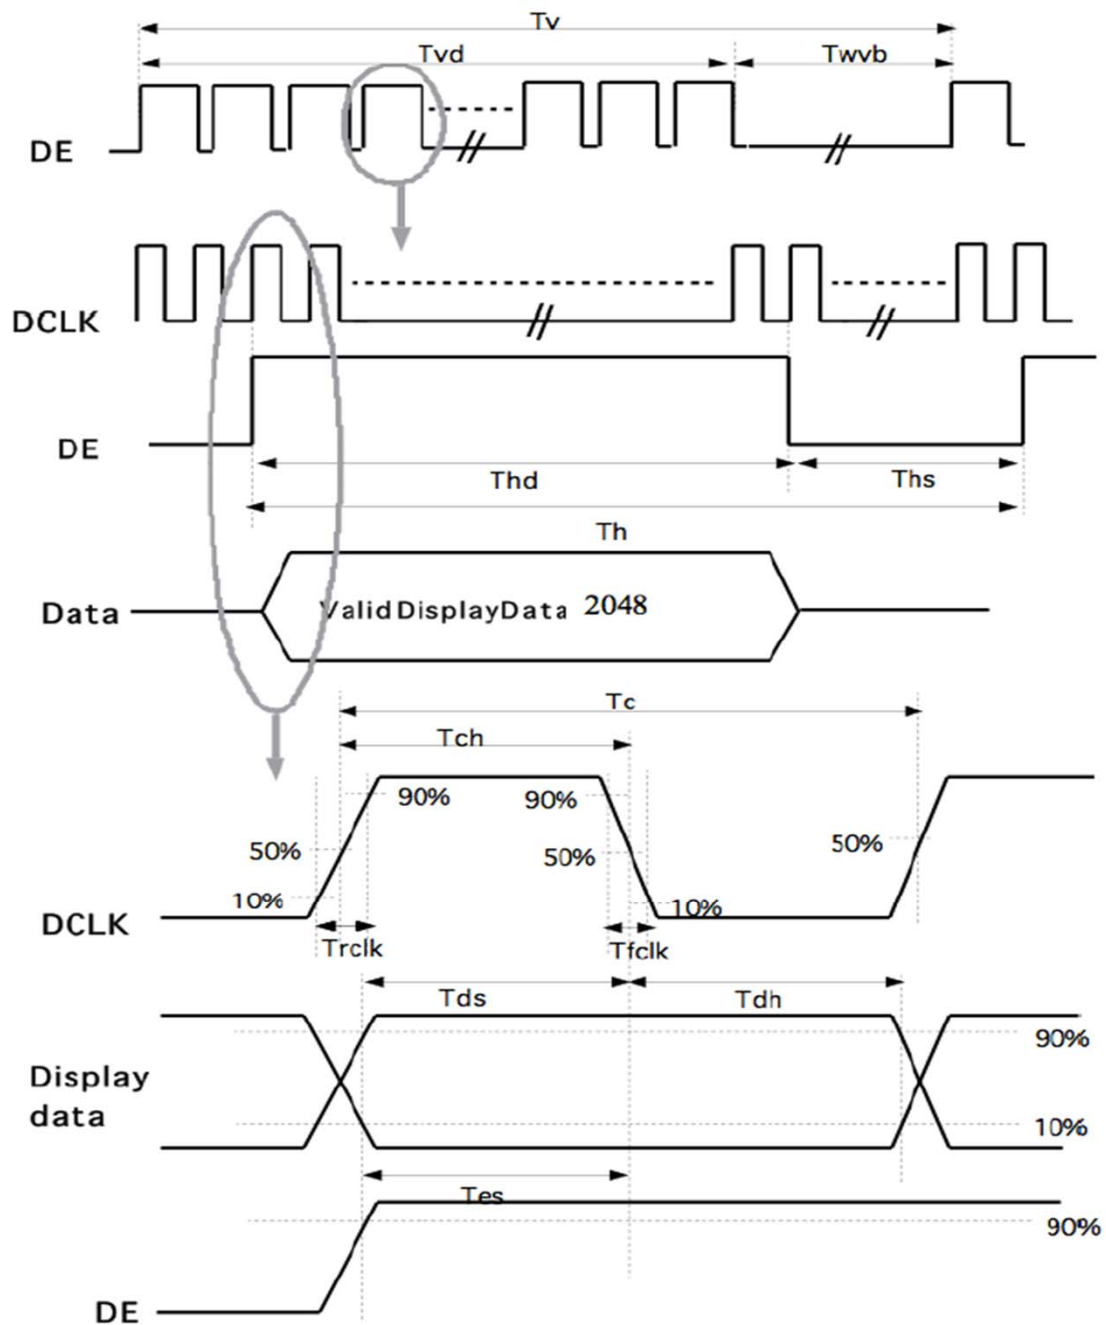 Tv
Tvd
Twvb
DE
DCLK
DE
Thd
Ths
Th
Data
ValidDisplayData 2048
Tc
Tch
90%
90%
50%
50%
50%
10%
10%
DCLK
Trclk
Tfclk
Tds
Tdh
90%
Display
data
10%
Tes
90%
DE